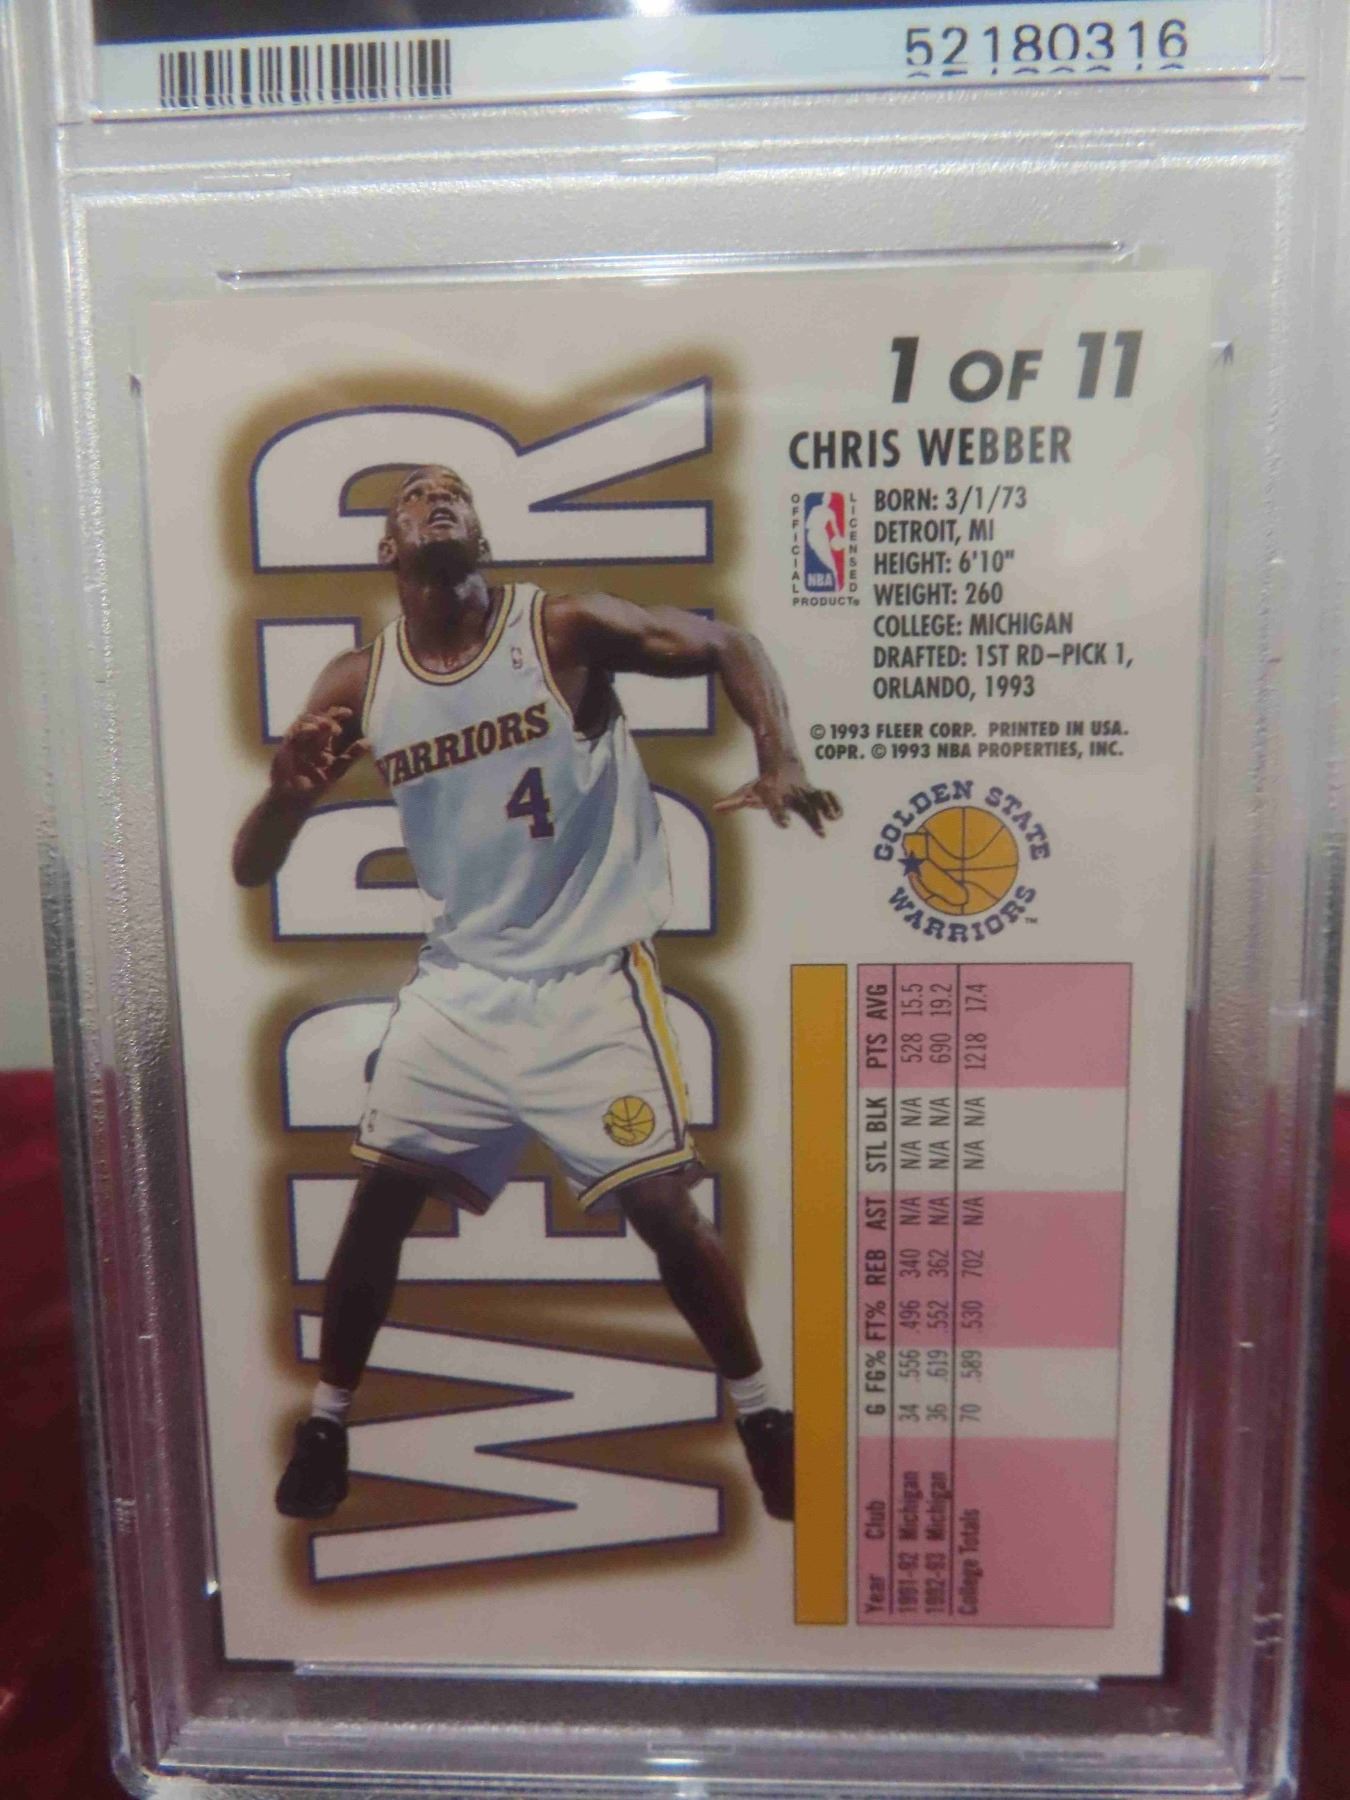 52180316
1 OF 11
CHRIS WEBBER
OFFICIAL LICENSED
NBA
PRODUCT®
BORN: 3/1/73
DETROIT, MI
HEIGHT: 6'10"
WEIGHT: 260
COLLEGE: MICHIGAN
DRAFTED: 1ST RD–PICK 1,
ORLANDO, 1993
© 1993 FLEER CORP. PRINTED IN USA.
COPR. © 1993 NBA PROPERTIES, INC.
WEBBER
WARRIORS
4
GOLDEN STATE
WARRIORS™
Year Club G FG% FT% REB AST STL BLK PTS AVG
1991-92 Michigan 34 .556 .496 340 N/A N/A N/A 528 15.5
1992-93 Michigan 36 .619 .552 362 N/A N/A N/A 690 19.2
College Totals 70 .589 .530 702 N/A N/A N/A 1218 17.4